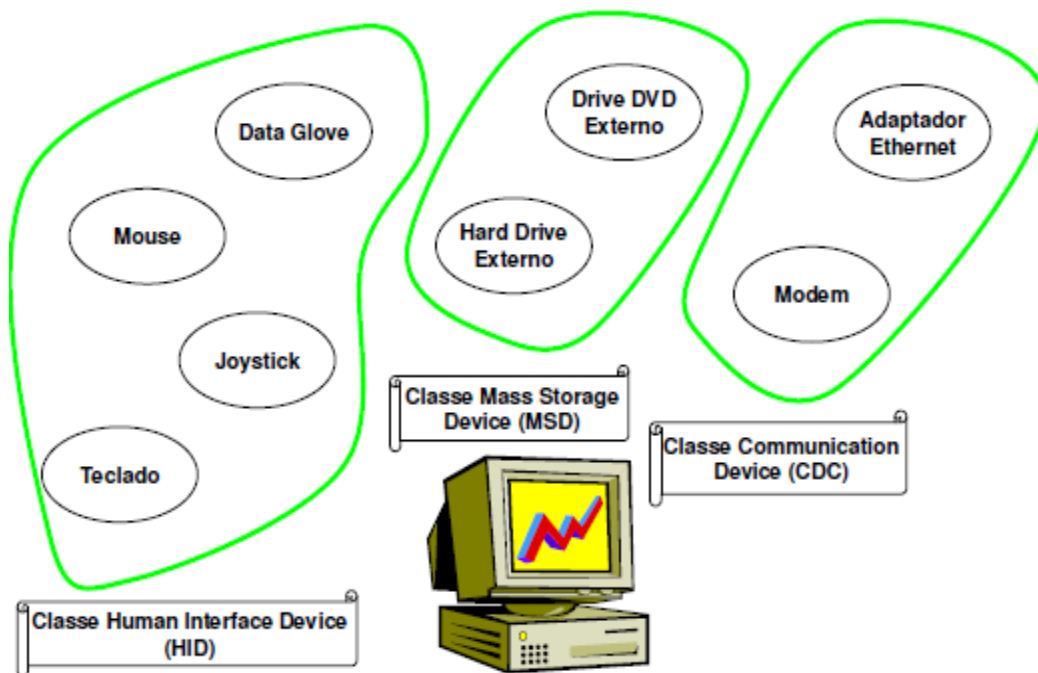 Data Glove
Mouse
Joystick
Teclado
Classe Human Interface Device
(HID)
Drive DVD
Externo
Hard Drive
Externo
Classe Mass Storage
Device (MSD)
Adaptador
Ethernet
Modem
Classe Communication
Device (CDC)